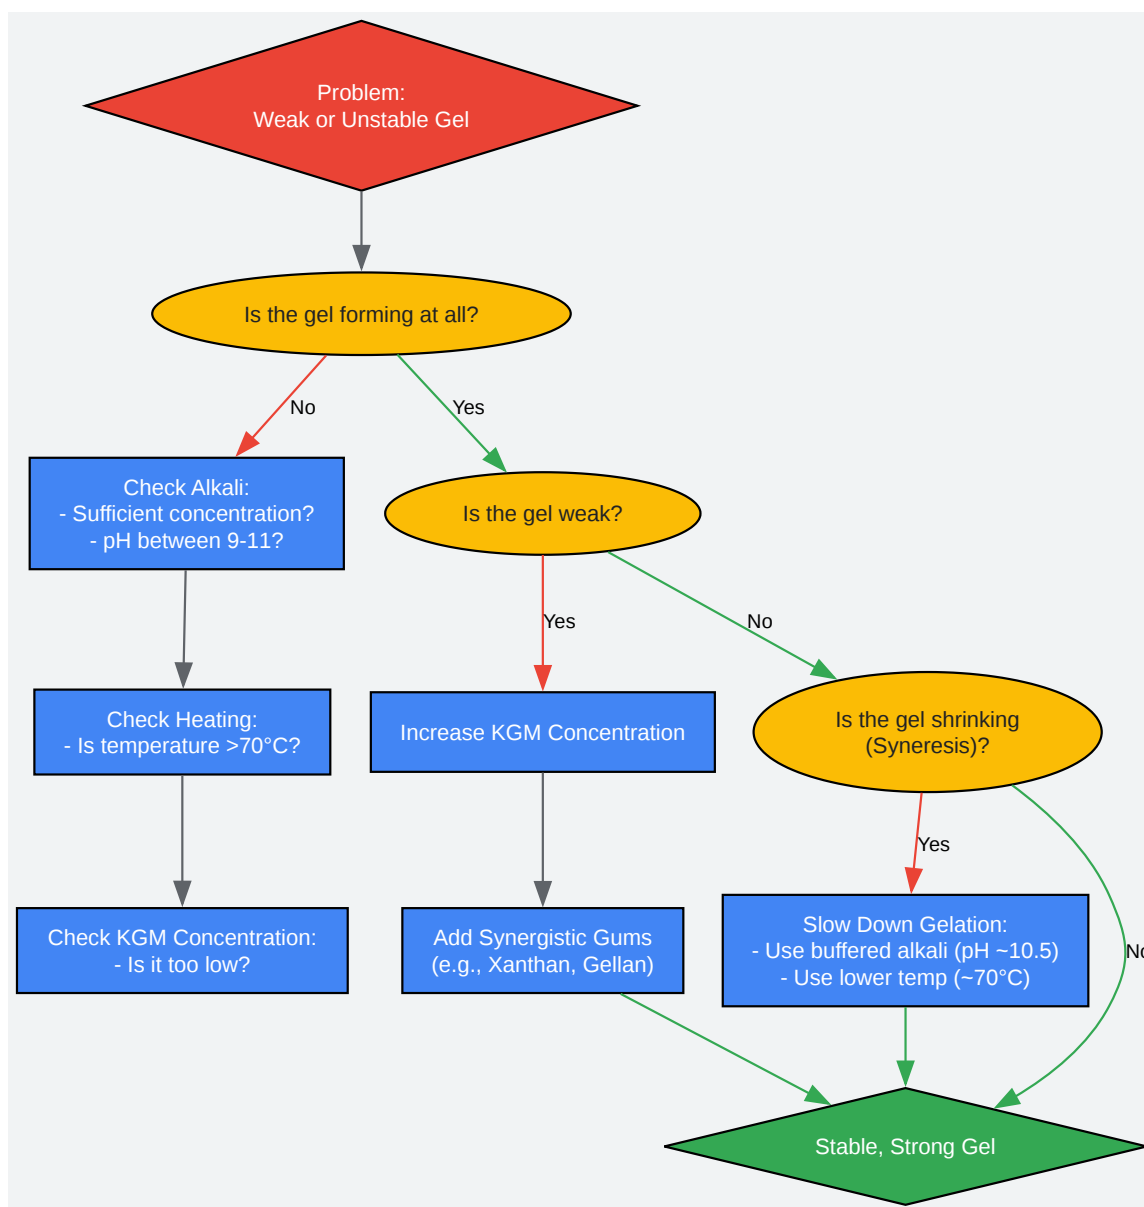 Problem:
Weak or Unstable Gel
Is the gel forming at all?
No
Yes
Check Alkali:
- Sufficient concentration?
- pH between 9-11?
Is the gel weak?
Yes
No
Check Heating:
- Is temperature >70°C?
Increase KGM Concentration
Is the gel shrinking
(Syneresis)?
Yes
Check KGM Concentration:
- Is it too low?
Add Synergistic Gums
(e.g., Xanthan, Gellan)
Slow Down Gelation:
- Use buffered alkali (pH ~10.5)
- Use lower temp (~70°C)
No
Stable, Strong Gel